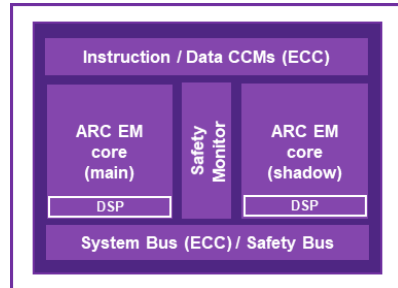 Instruction / Data CCMs (ECC)
ARC EM
core
(main)
DSP
Safety
Monitor
ARC EM
core
(shadow)
DSP
System Bus (ECC) / Safety Bus